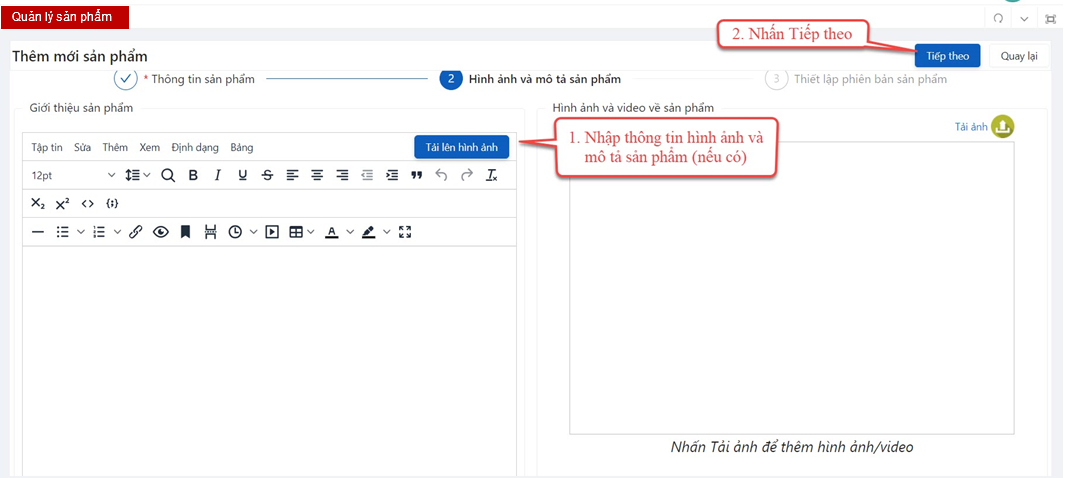 Quản lý sản phẩm
2. Nhấn Tiếp theo
Thêm mới sản phẩm
Tiếp theo
Quay lại
* Thông tin sản phẩm
2
Hình ảnh và mô tả sản phẩm
3
Thiết lập phiên bản sản phẩm
Giới thiệu sản phẩm
Hình ảnh và video về sản phẩm
Tải ảnh
1. Nhập thông tin hình ảnh và
mô tả sản phẩm (nếu có)
Tập tin Sửa Thêm Xem Định dạng Bảng
Tải lên hình ảnh
12pt
Nhấn Tải ảnh để thêm hình ảnh/video